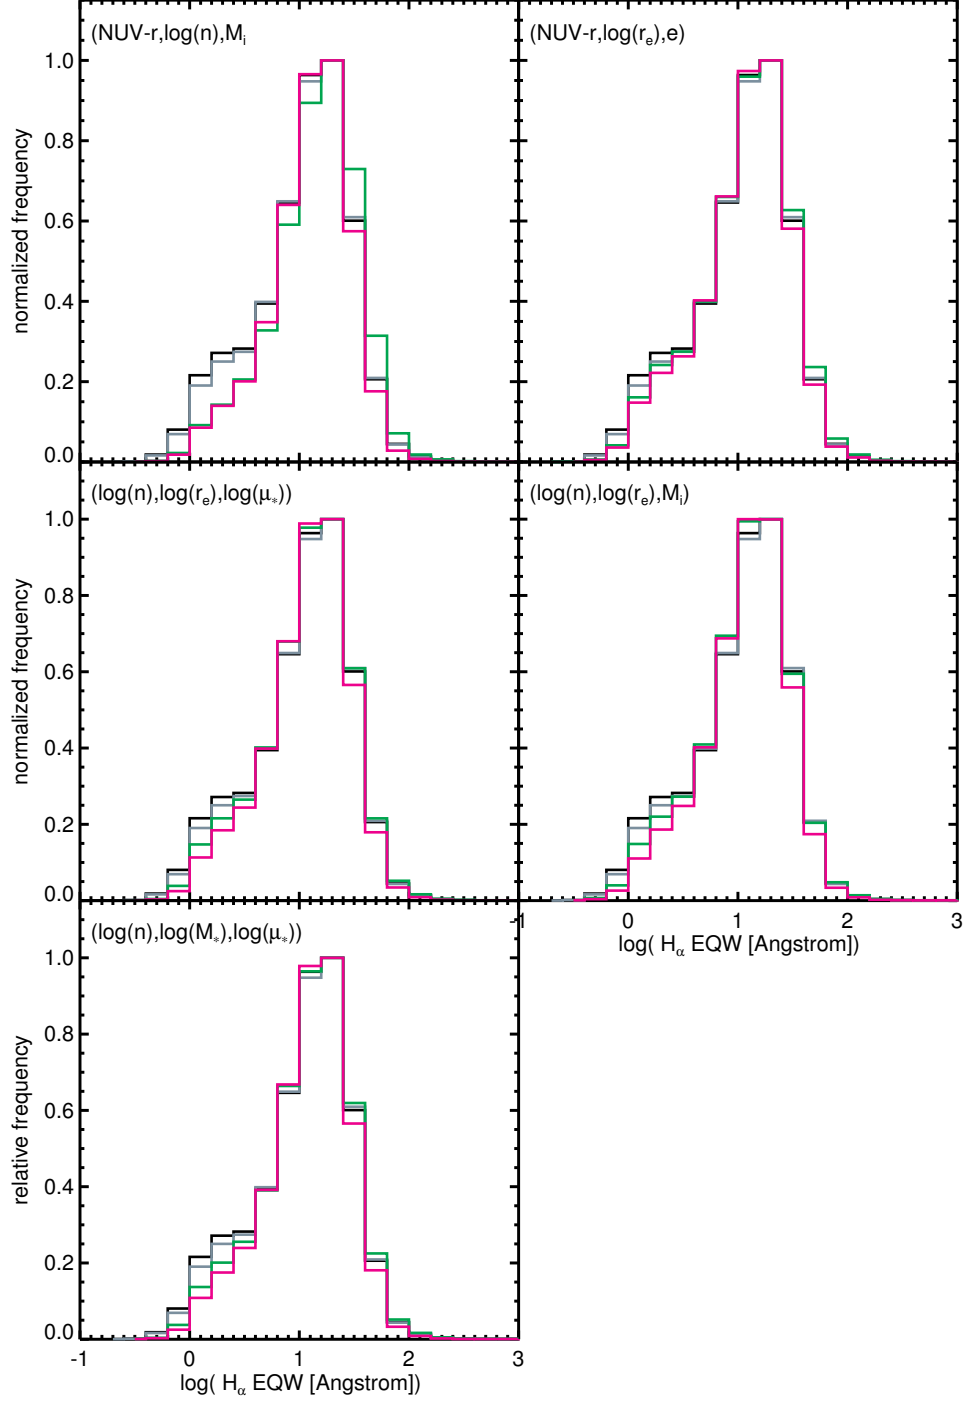 (NUV-r,log(n),Mᵢ
(NUV-r,log(rₑ),e)
1.0
0.8
0.6
0.4
0.2
0.0
normalized frequency
(log(n),log(rₑ),log(μ*))
(log(n),log(rₑ),Mᵢ)
1.0
0.8
0.6
0.4
0.2
0.0
normalized frequency
-1 0 1 2 3
log( Hα EQW [Angstrom])
(log(n),log(M*),log(μ*))
1.0
0.8
0.6
0.4
0.2
0.0
relative frequency
-1 0 1 2 3
log( Hα EQW [Angstrom])